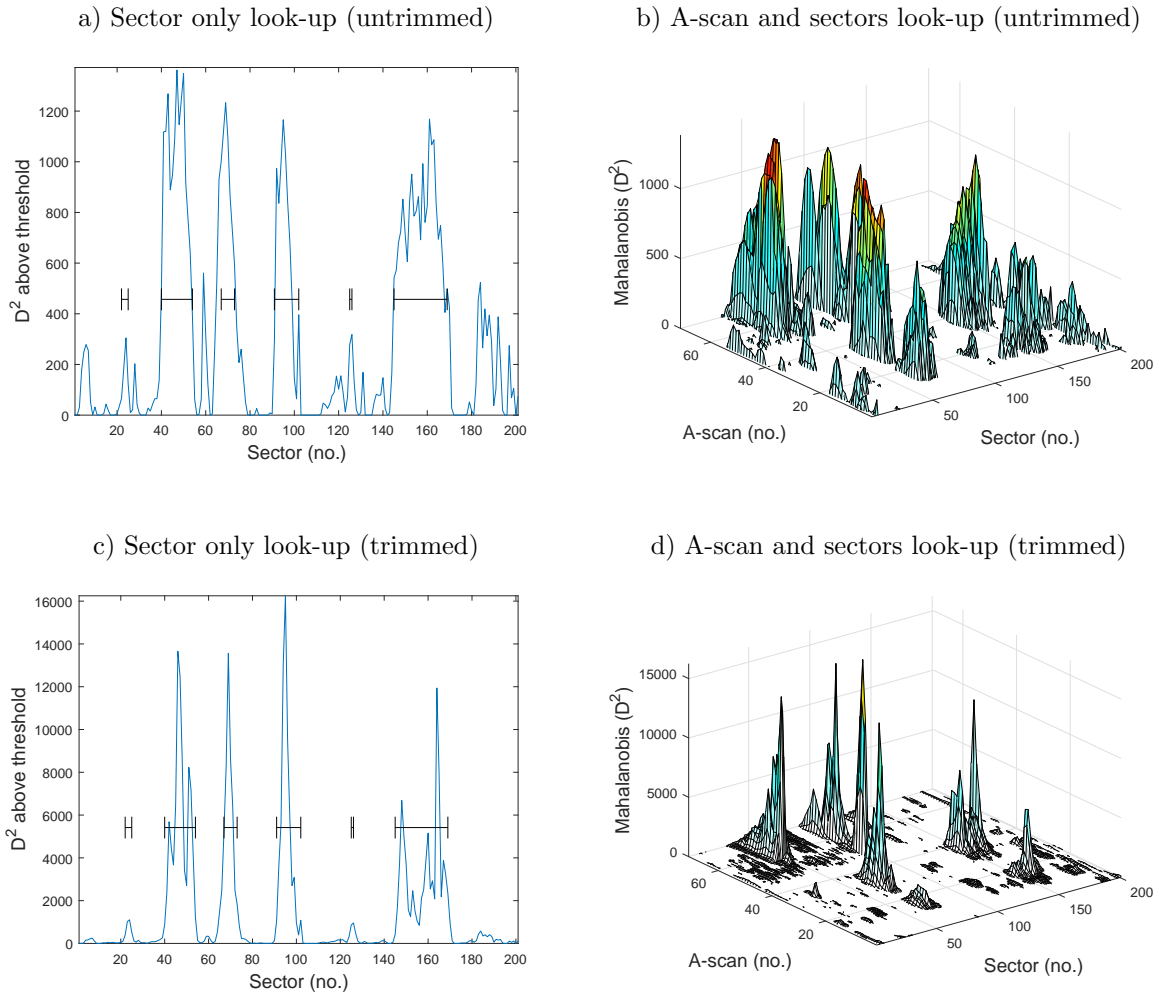 a) Sector only look-up (untrimmed)
b) A-scan and sectors look-up (untrimmed)
1200
1000
800
600
400
200
0
D² above threshold
20 40 60 80 100 120 140 160 180 200
Sector (no.)
1000
500
0
Mahalanobis (D²)
60
40
20
A-scan (no.)
50
100
150
200
Sector (no.)
c) Sector only look-up (trimmed)
d) A-scan and sectors look-up (trimmed)
16000
14000
12000
10000
8000
6000
4000
2000
0
D² above threshold
20 40 60 80 100 120 140 160 180 200
Sector (no.)
15000
10000
5000
0
Mahalanobis (D²)
60
40
20
A-scan (no.)
50
100
150
200
Sector (no.)